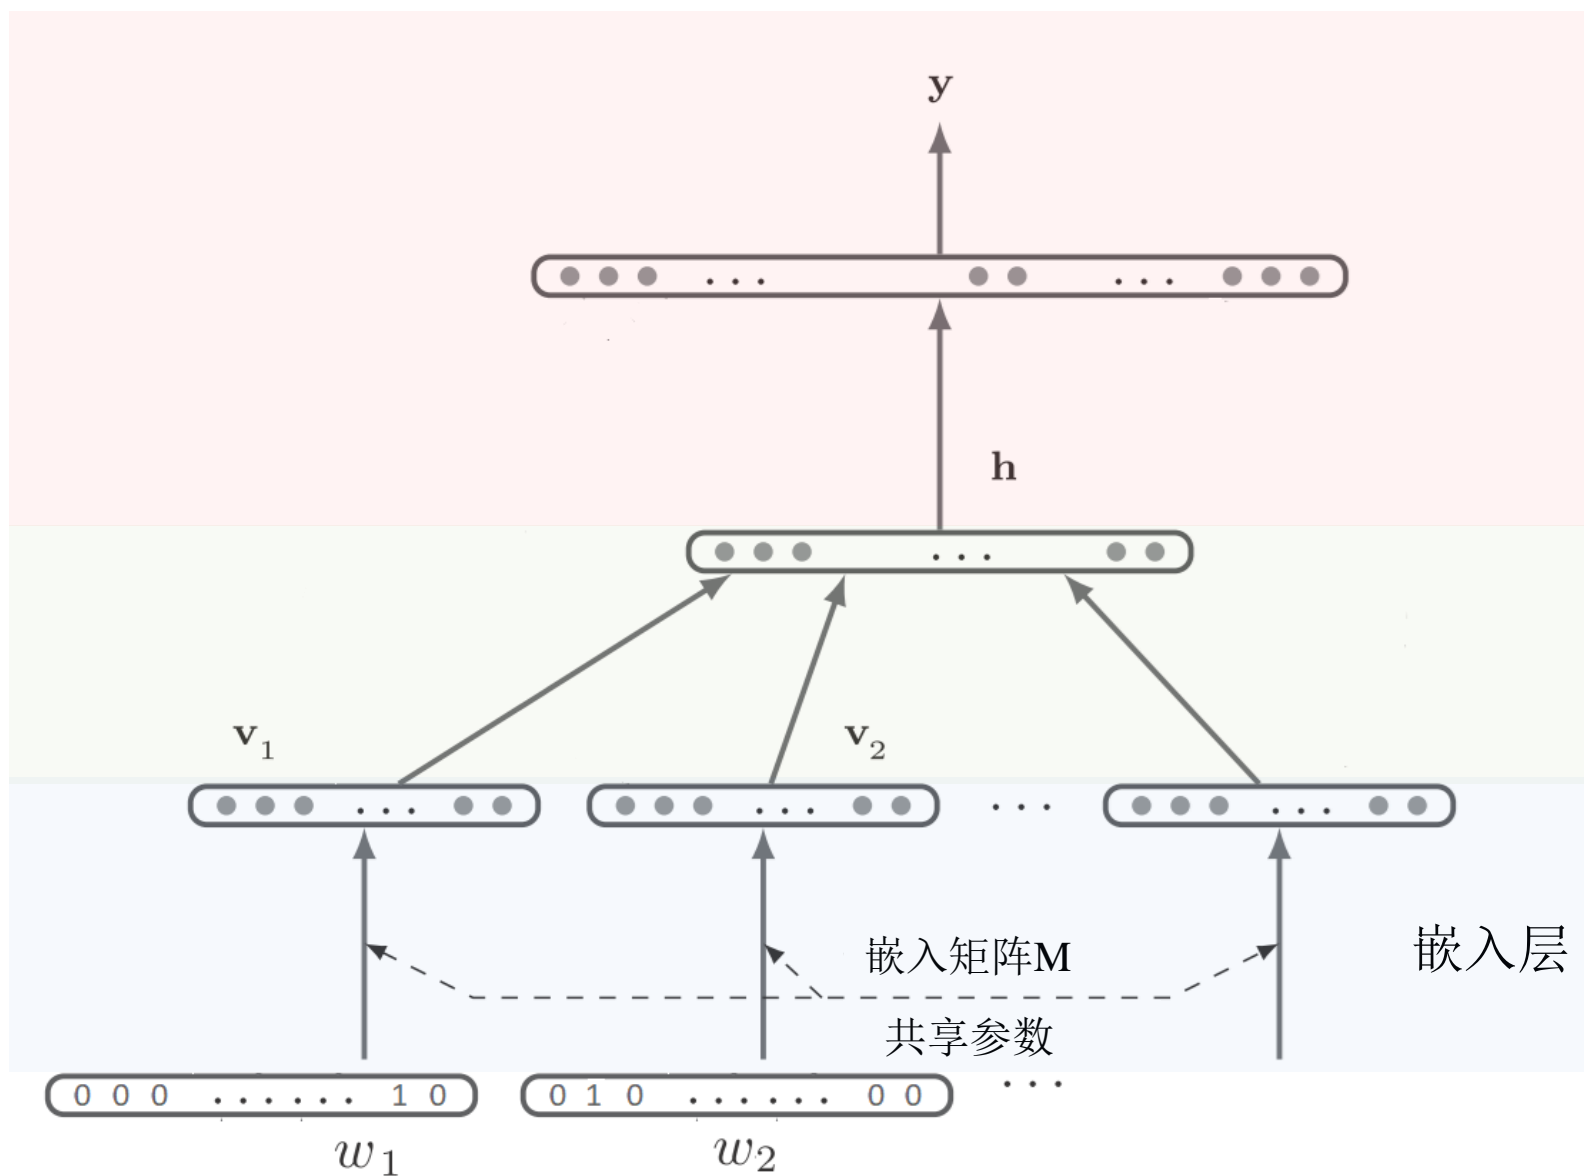 y
. . .
. . .
h
. . .
v₁
v₂
. . .
. . .
. . .
. . .
嵌入矩阵M
嵌入层
共享参数
0 0 0 . . . . . . 1 0
0 1 0 . . . . . . 0 0
. . .
w₁
w₂